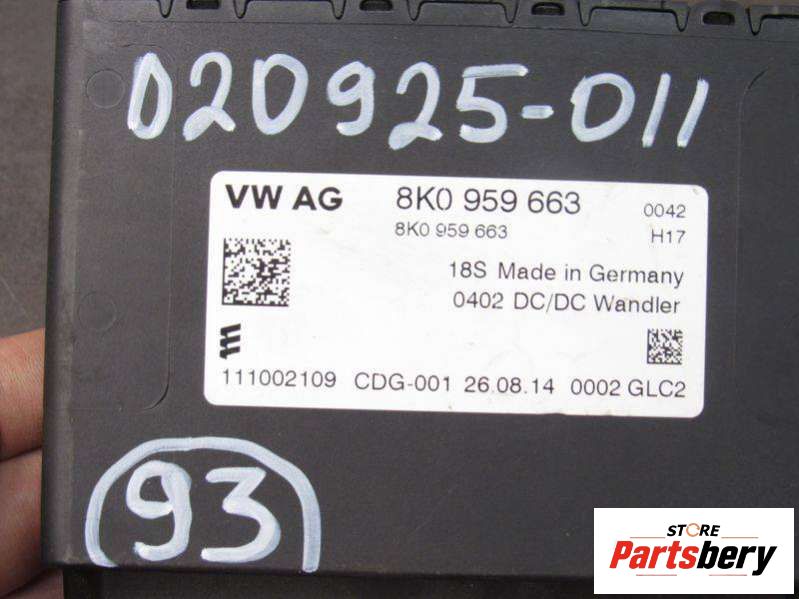 020925-011
VW AG 8K0 959 663 0042
8K0 959 663 H17
18S Made in Germany
0402 DC/DC Wandler
111002109 CDG-001 26.08.14 0002 GLC2
93
STORE
Partsbery